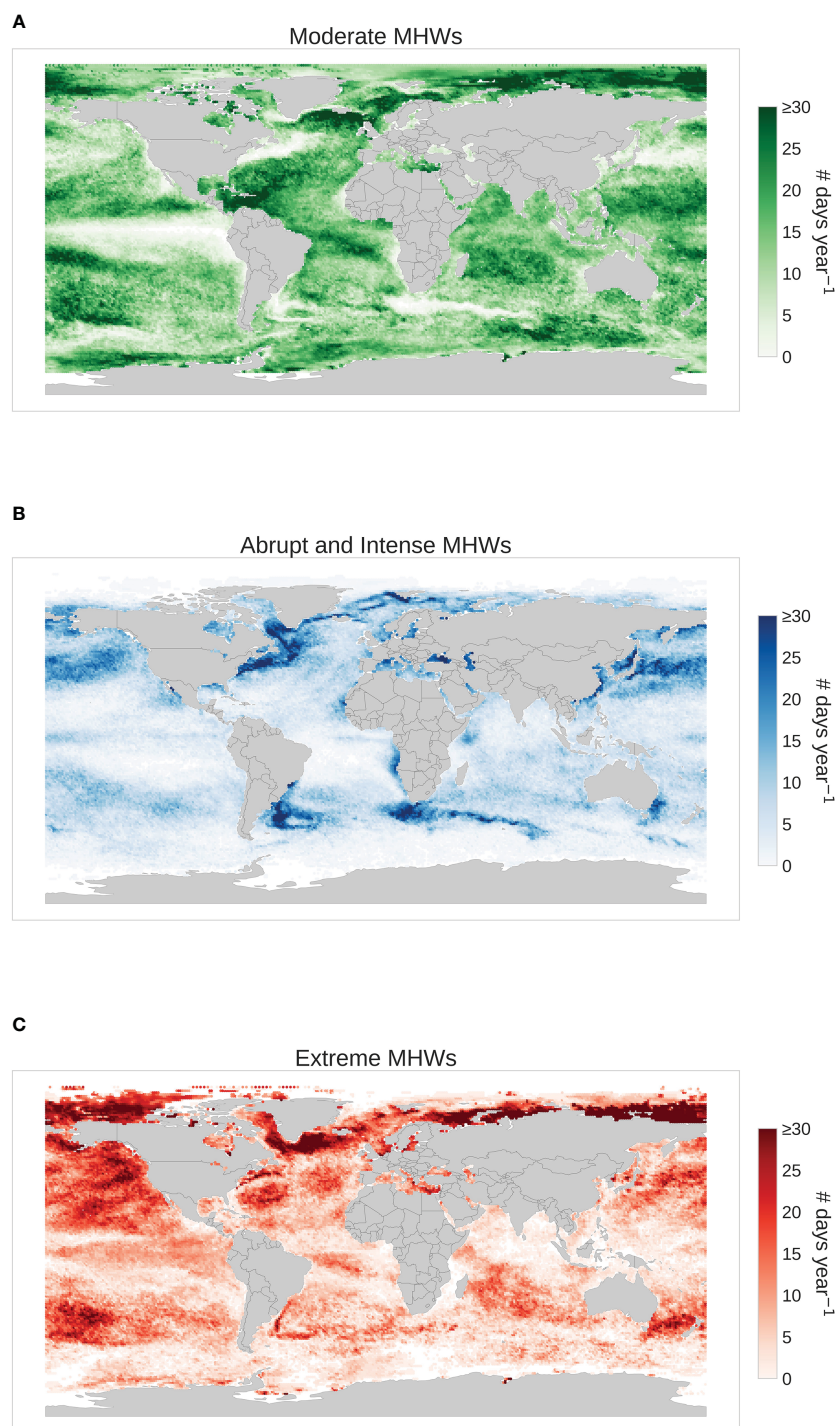 A
Moderate MHWs
≥30
25
20
15
10
5
0
# days year−1
B
Abrupt and Intense MHWs
≥30
25
20
15
10
5
0
# days year−1
C
Extreme MHWs
≥30
25
20
15
10
5
0
# days year−1